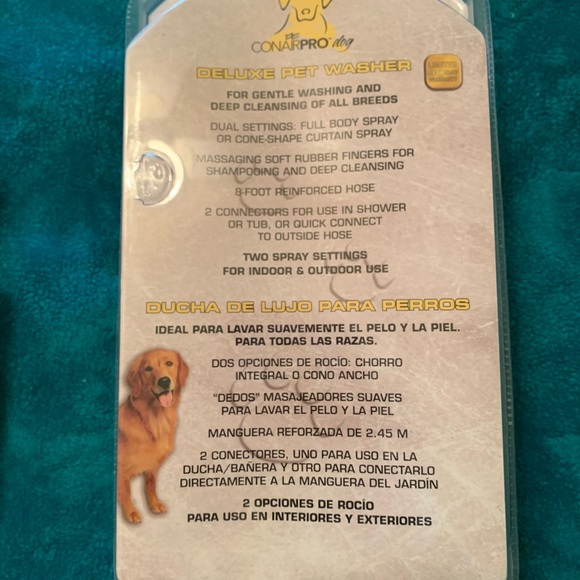 CONAIRPRO dog
DELUXE PET WASHER
FOR GENTLE WASHING AND
DEEP CLEANSING OF ALL BREEDS
DUAL SETTINGS: FULL BODY SPRAY
OR CONE-SHAPE CURTAIN SPRAY
MASSAGING SOFT RUBBER FINGERS FOR
SHAMPOOING AND DEEP CLEANSING
8-FOOT REINFORCED HOSE
2 CONNECTORS FOR USE IN SHOWER
OR TUB, OR QUICK CONNECT
TO OUTSIDE HOSE
TWO SPRAY SETTINGS
FOR INDOOR & OUTDOOR USE
DUCHA DE LUJO PARA PERROS
IDEAL PARA LAVAR SUAVEMENTE EL PELO Y LA PIEL.
PARA TODAS LAS RAZAS.
DOS OPCIONES DE ROCÍO: CHORRO
INTEGRAL O CONO ANCHO
"DEDOS" MASAJEADORES SUAVES
PARA LAVAR EL PELO Y LA PIEL
MANGUERA REFORZADA DE 2.45 M
2 CONECTORES, UNO PARA USO EN LA
DUCHA/BAÑERA Y OTRO PARA CONECTARLO
DIRECTAMENTE A LA MANGUERA DEL JARDÍN
2 OPCIONES DE ROCÍO
PARA USO EN INTERIORES Y EXTERIORES